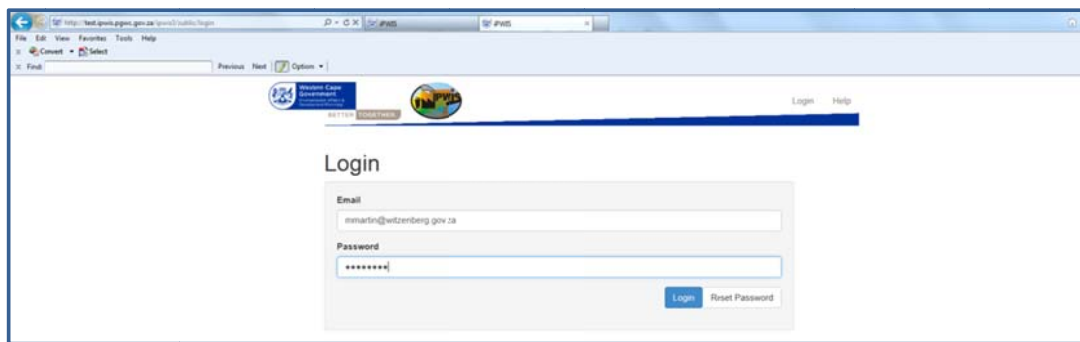 http://test.ipwis.pgwc.gov.za/ipwis3/public/login
IPWIS
IPWIS
File Edit View Favorites Tools Help
x Convert Select
x Find: Previous Next Option
Western Cape
Government
BETTER TOGETHER.
IPWIS
Login Help
Login
Email
mmartin@witzenberg.gov.za
Password
********
Login Reset Password